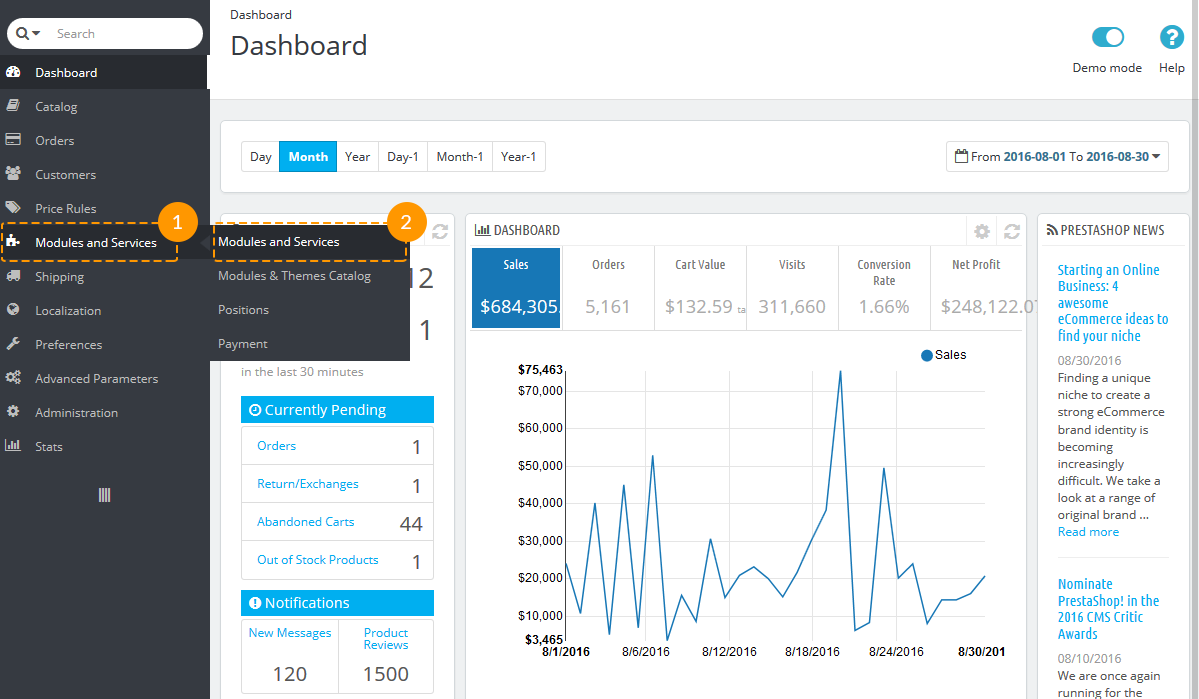 Search
Dashboard
Catalog
Orders
Customers
Price Rules
1
Modules and Services
Shipping
Localization
Preferences
Advanced Parameters
Administration
Stats
2
Modules and Services
Modules & Themes Catalog
Positions
Payment
Dashboard
Dashboard
Demo mode
Help
Day
Month
Year
Day-1
Month-1
Year-1
From 2016-08-01 To 2016-08-30
12
1
in the last 30 minutes
Currently Pending
Orders 1
Return/Exchanges 1
Abandoned Carts 44
Out of Stock Products 1
Notifications
New Messages
120
Product
Reviews
1500
DASHBOARD
Sales
$684,305
Orders
5,161
Cart Value
$132.59 ta
Visits
311,660
Conversion
Rate
1.66%
Net Profit
$248,122.07
Sales
$75,463
$70,000
$60,000
$50,000
$40,000
$30,000
$20,000
$10,000
$3,465
8/1/2016 8/6/2016 8/12/2016 8/18/2016 8/24/2016 8/30/201
PRESTASHOP NEWS
Starting an Online
Business: 4
awesome
eCommerce ideas to
find your niche
08/30/2016
Finding a unique
niche to create a
strong eCommerce
brand identity is
becoming
increasingly
difficult. We take a
look at a range of
original brand ...
Read more
Nominate
PrestaShop! in the
2016 CMS Critic
Awards
08/10/2016
We are once again
running for the